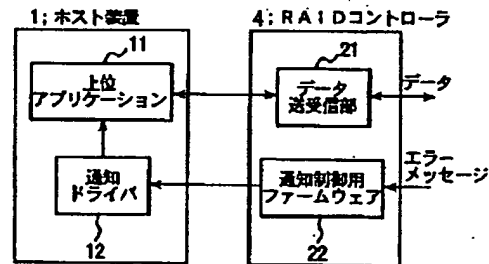 1；ホスト装置
4；RAIDコントローラ
11
上位
アプリケーション
21
データ
送受信部
データ
通知
ドライバ
12
通知制御用
ファームウェア
22
エラー
メッセージ